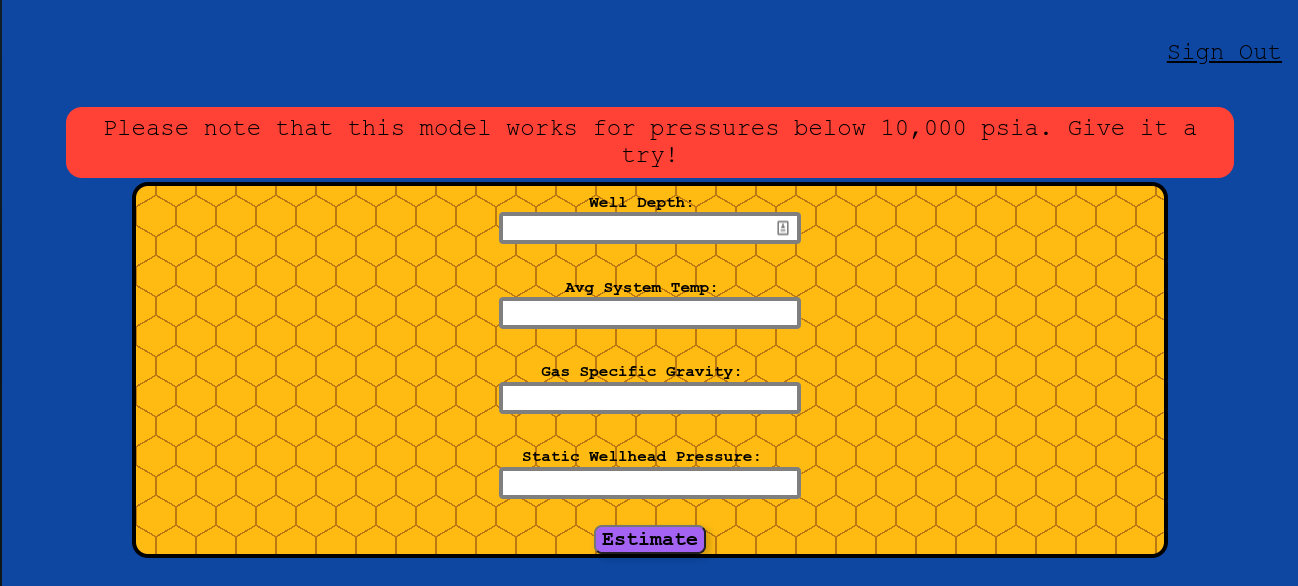 Sign Out
Please note that this model works for pressures below 10,000 psia. Give it a
try!
Well Depth:
Avg System Temp:
Gas Specific Gravity:
Static Wellhead Pressure:
Estimate